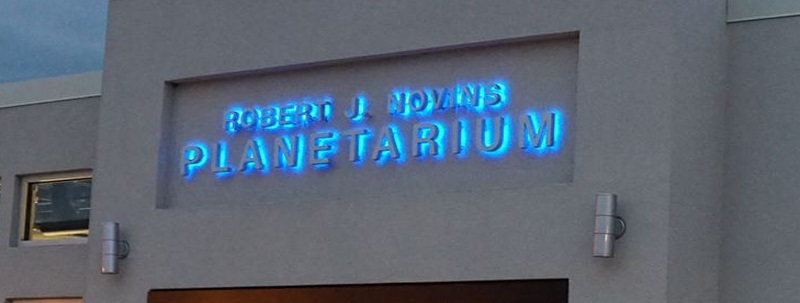 ROBERT J. NOVINS
PLANETARIUM